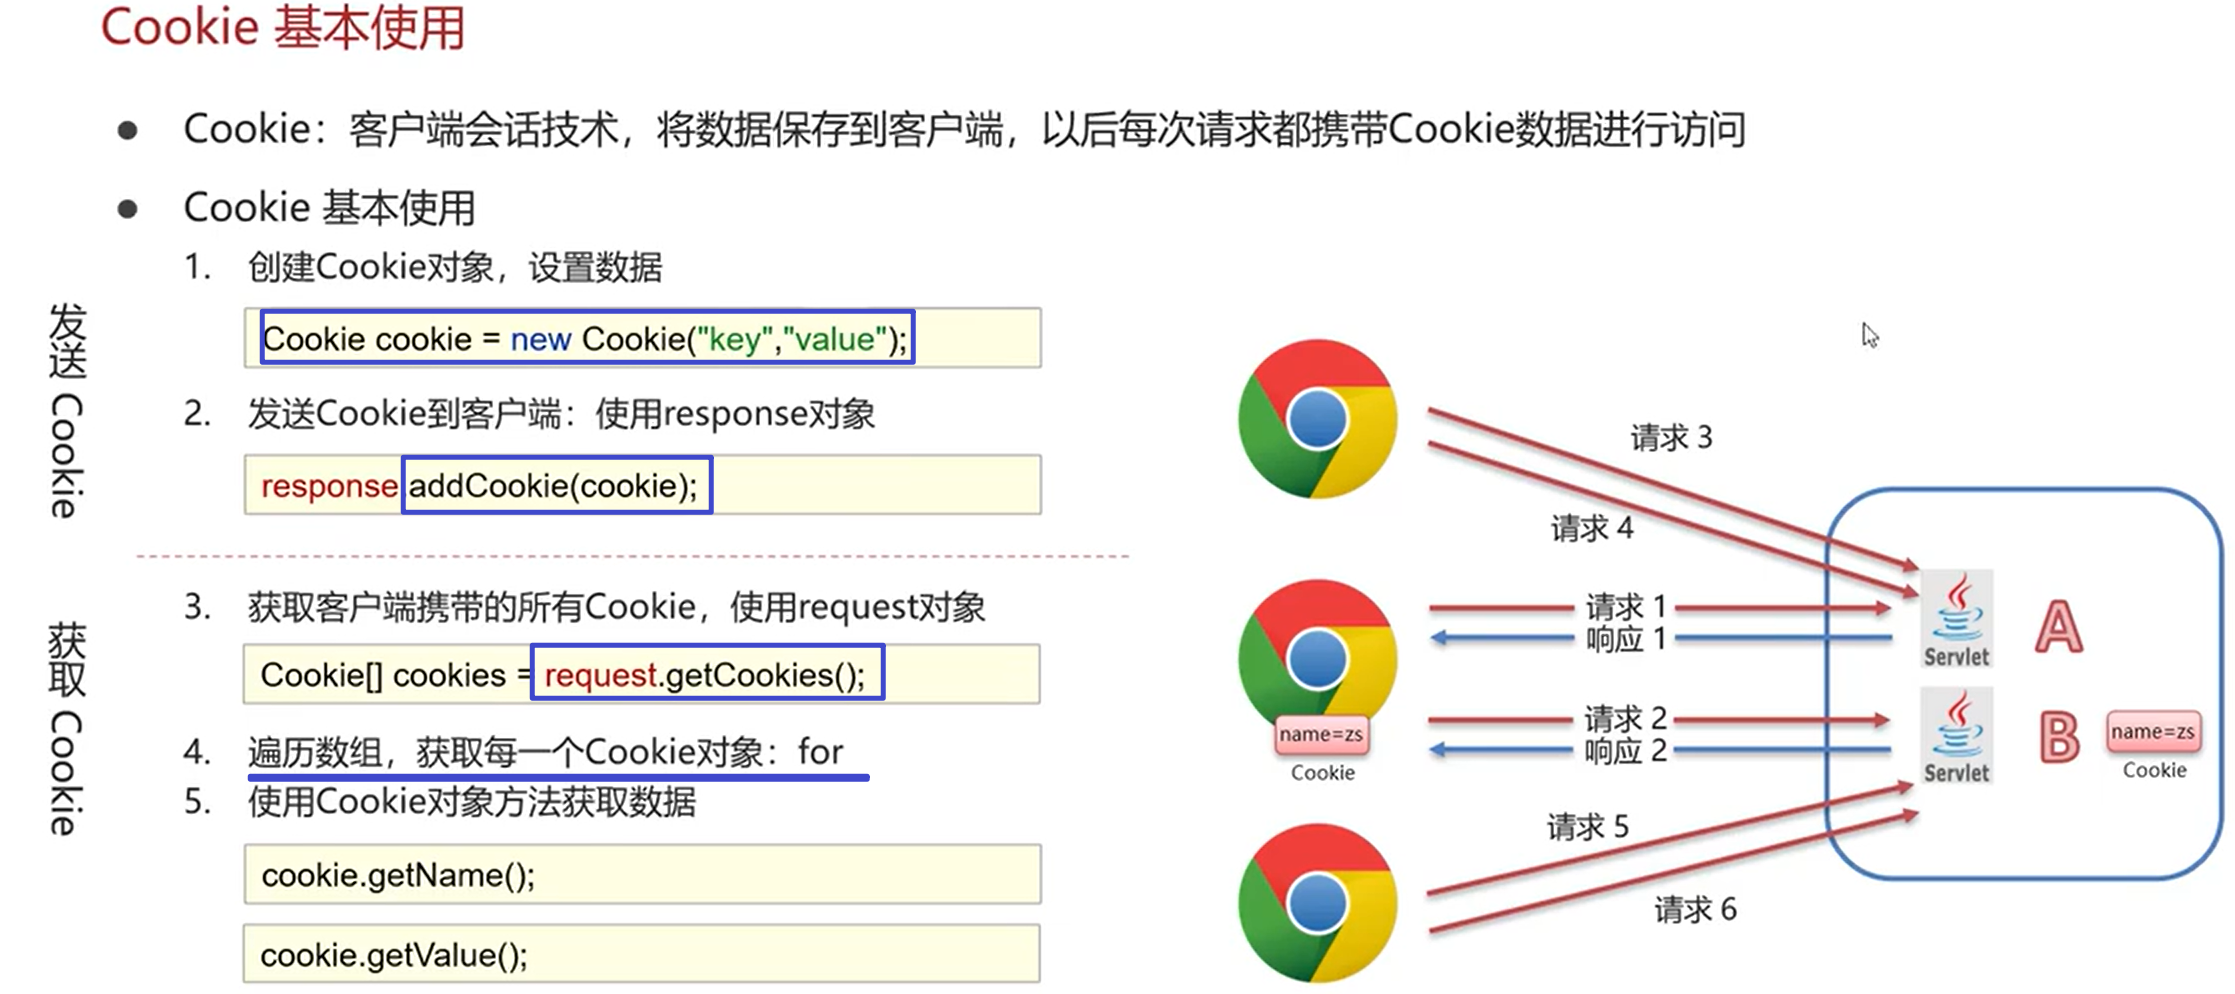 Cookie 基本使用
Cookie：客户端会话技术，将数据保存到客户端，以后每次请求都携带Cookie数据进行访问
Cookie 基本使用
发送 Cookie
1. 创建Cookie对象，设置数据
Cookie cookie = new Cookie("key","value");
2. 发送Cookie到客户端：使用response对象
response.addCookie(cookie);
获取 Cookie
3. 获取客户端携带的所有Cookie，使用request对象
Cookie[] cookies = request.getCookies();
4. 遍历数组，获取每一个Cookie对象：for
5. 使用Cookie对象方法获取数据
cookie.getName();
cookie.getValue();
请求 3
请求 4
请求 1
响应 1
Servlet
A
请求 2
响应 2
Servlet
B
name=zs
Cookie
name=zs
Cookie
请求 5
请求 6